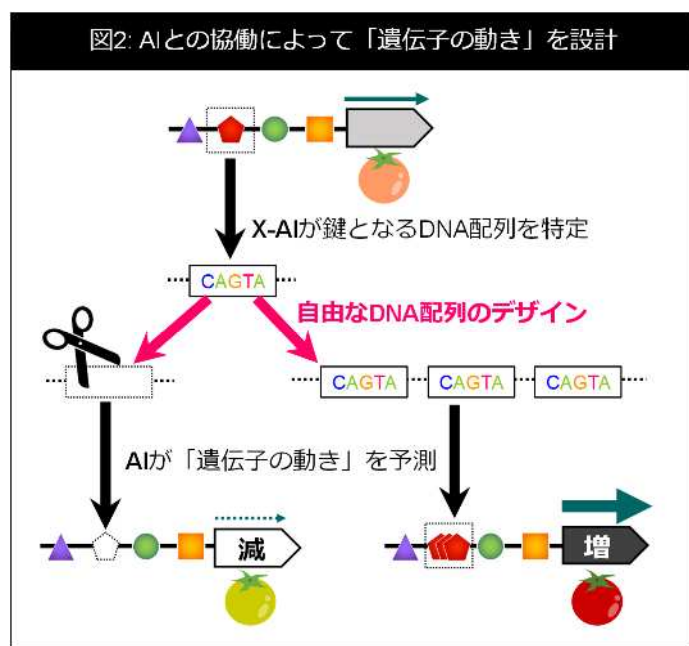 図2: AIとの協働によって「遺伝子の動き」を設計
X-AIが鍵となるDNA配列を特定
CAGTA
自由なDNA配列のデザイン
CAGTA CAGTA CAGTA
AIが「遺伝子の動き」を予測
減
増